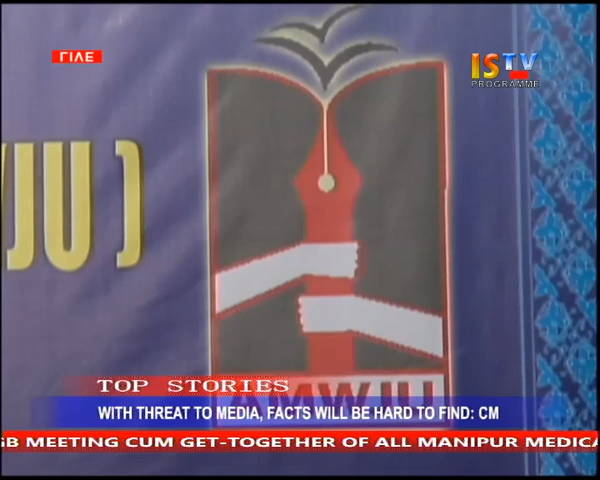 ΓIΛE
ISTV
PROGRAMME
JU )
AMWJU
TOP STORIES
WITH THREAT TO MEDIA, FACTS WILL BE HARD TO FIND: CM
GB MEETING CUM GET-TOGETHER OF ALL MANIPUR MEDICA